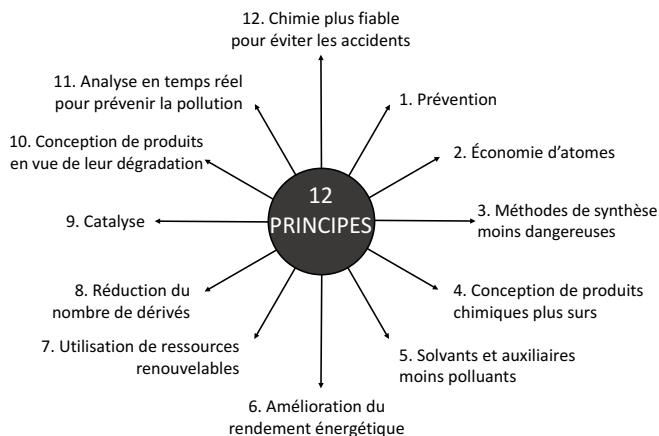 12. Chimie plus fiable
pour éviter les accidents
11. Analyse en temps réel
pour prévenir la pollution
1. Prévention
10. Conception de produits
en vue de leur dégradation
2. Économie d’atomes
12
PRINCIPES
9. Catalyse
3. Méthodes de synthèse
moins dangereuses
8. Réduction du
nombre de dérivés
4. Conception de produits
chimiques plus surs
7. Utilisation de ressources
renouvelables
5. Solvants et auxiliaires
moins polluants
6. Amélioration du
rendement énergétique